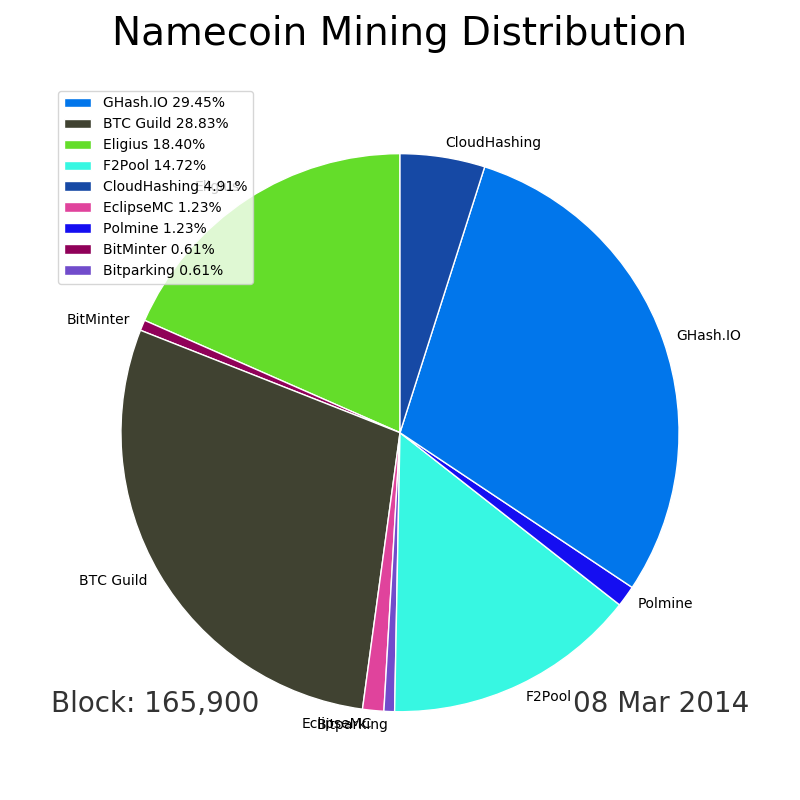 Namecoin Mining Distribution
GHash.IO 29.45%
BTC Guild 28.83%
Eligius 18.40%
F2Pool 14.72%
CloudHashing 4.91%
EclipseMC 1.23%
Polmine 1.23%
BitMinter 0.61%
Bitparking 0.61%
CloudHashing
GHash.IO
BitMinter
BTC Guild
Polmine
F2Pool
Block: 165,900
08 Mar 2014
EclipseMC
Bitparking